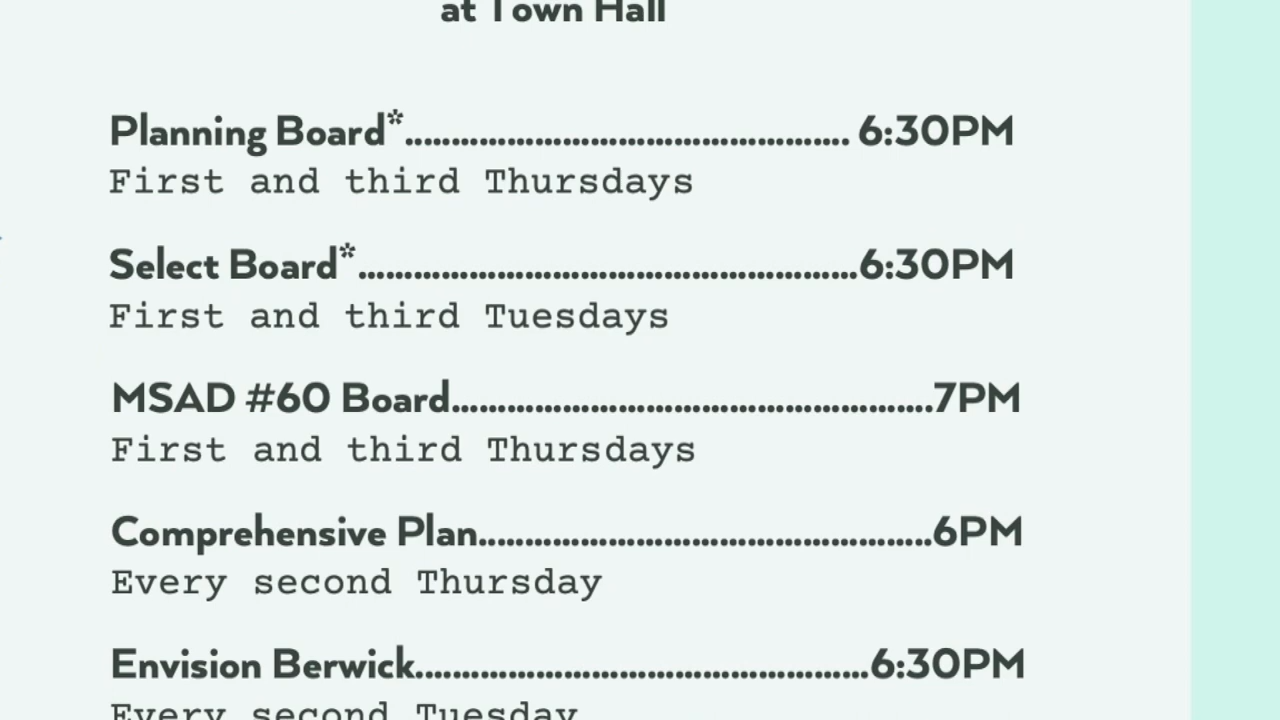 at Town Hall
Planning Board*................................................ 6:30PM
First and third Thursdays
Select Board*......................................................6:30PM
First and third Tuesdays
MSAD #60 Board....................................................7PM
First and third Thursdays
Comprehensive Plan.................................................6PM
Every second Thursday
Envision Berwick.................................................6:30PM
Every second Tuesday